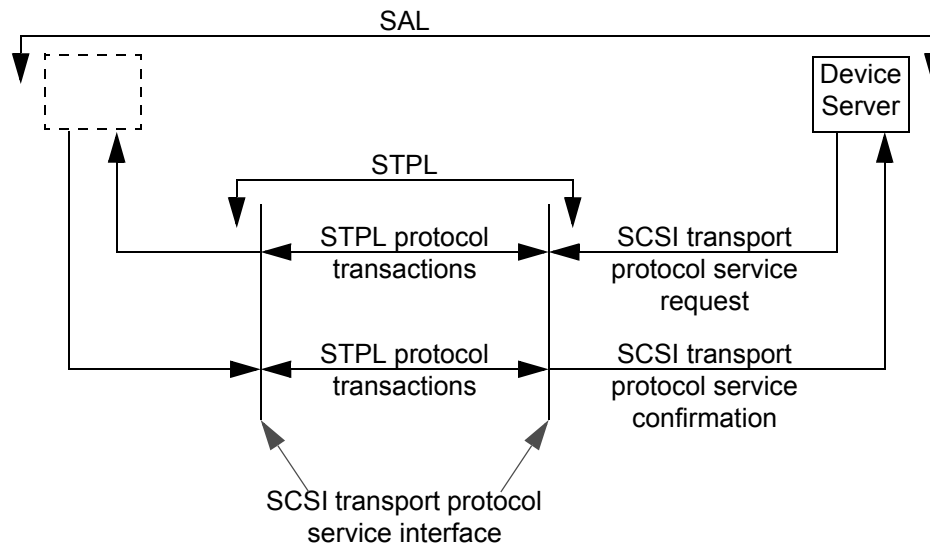 SAL
Device
Server
STPL
STPL protocol
transactions
SCSI transport
protocol service
request
STPL protocol
transactions
SCSI transport
protocol service
confirmation
SCSI transport protocol
service interface